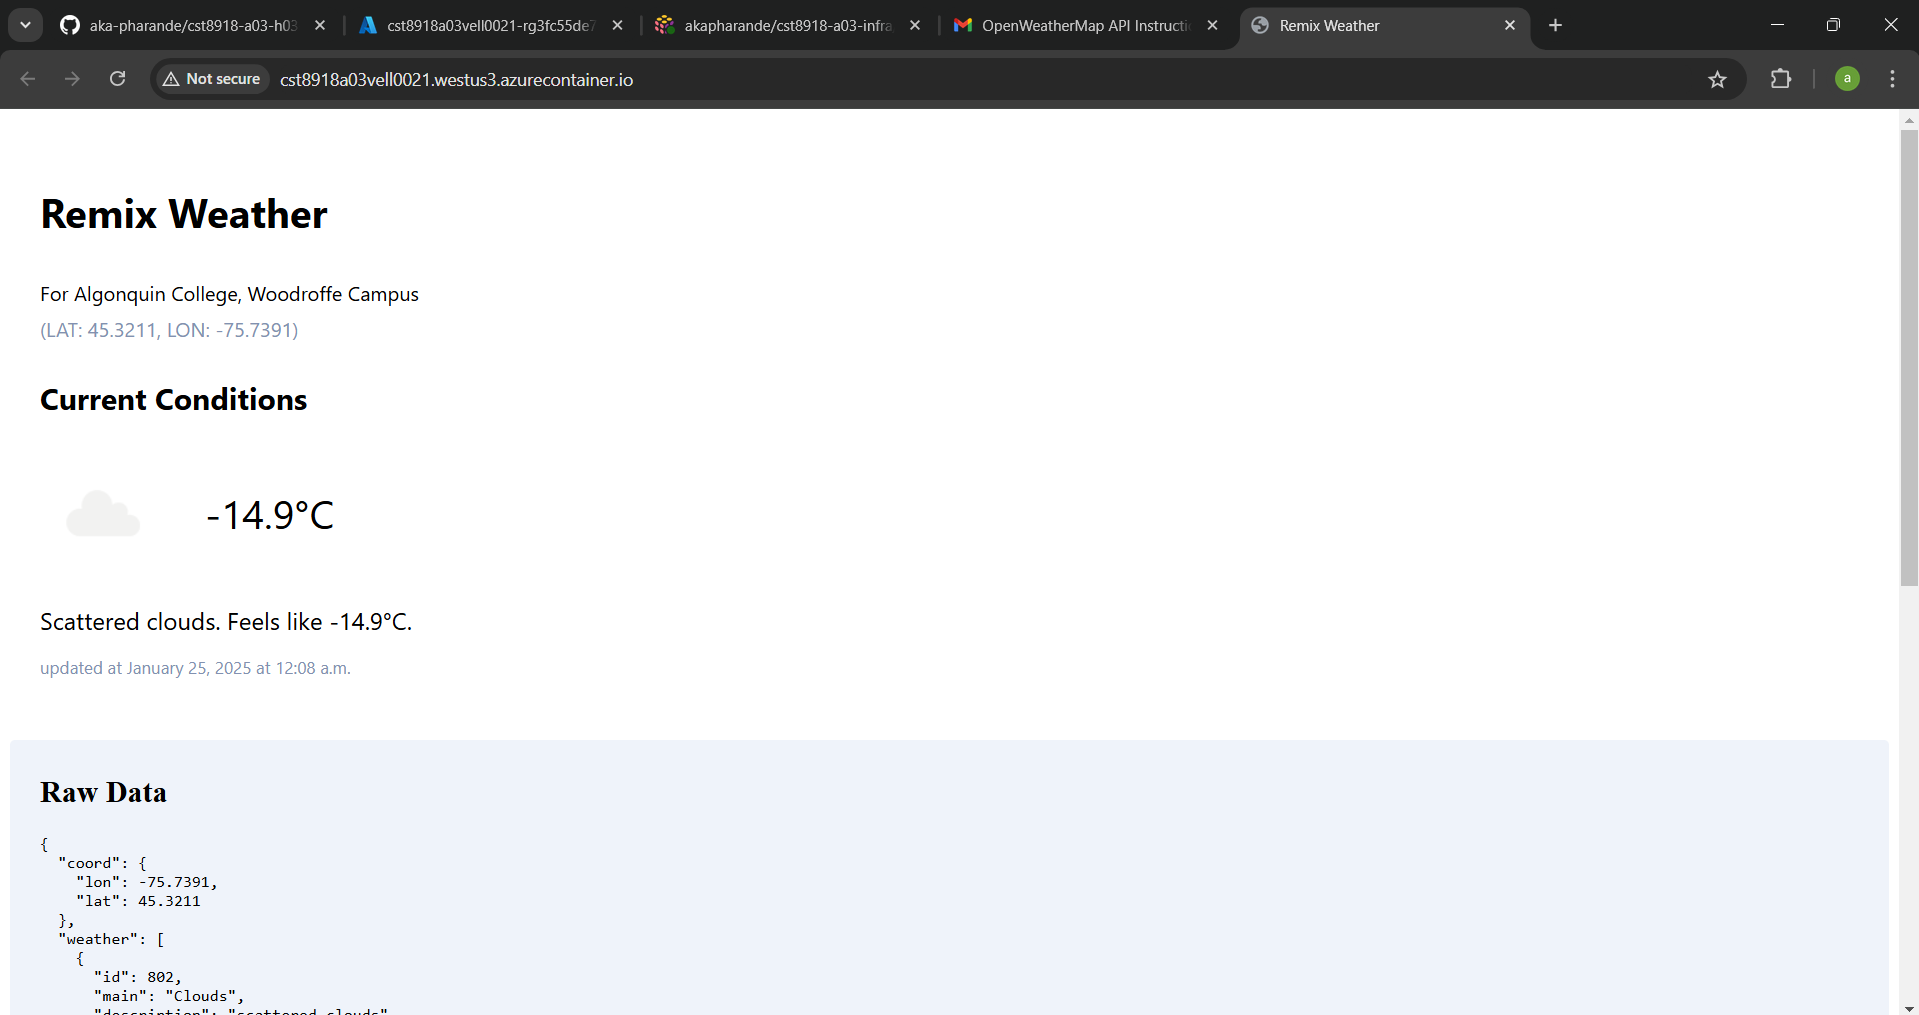 aka-pharande/cst8918-a03-h03
cst8918a03vell0021-rg3fc55de7
akapharande/cst8918-a03-infra
OpenWeatherMap API Instructi
Remix Weather
Not secure
cst8918a03vell0021.westus3.azurecontainer.io
a
Remix Weather
For Algonquin College, Woodroffe Campus
(LAT: 45.3211, LON: -75.7391)
Current Conditions
-14.9°C
Scattered clouds. Feels like -14.9°C.
updated at January 25, 2025 at 12:08 a.m.
Raw Data
{
"coord": {
"lon": -75.7391,
"lat": 45.3211
},
"weather": [
{
"id": 802,
"main": "Clouds",
"description": "scattered clouds"